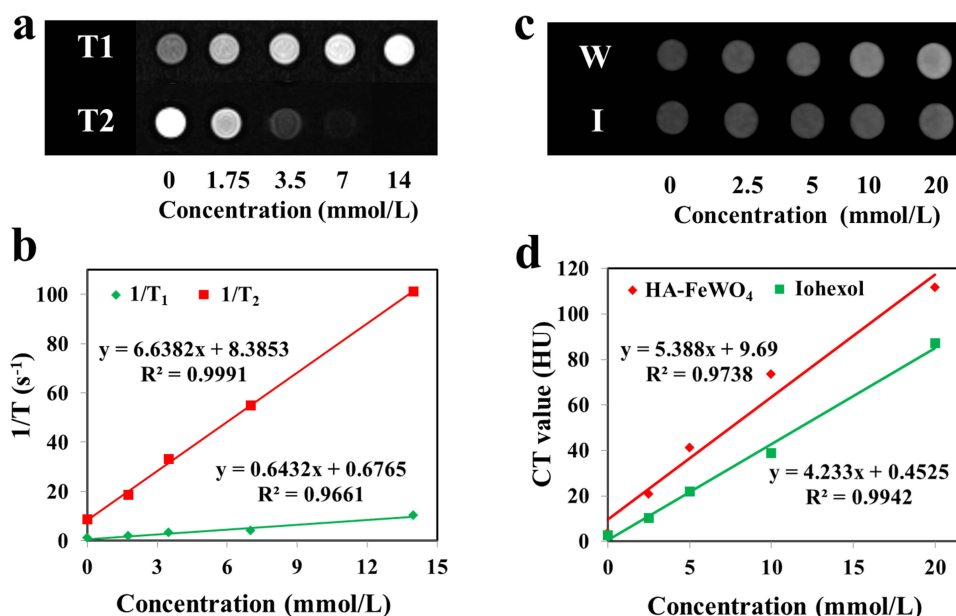 a
T1
T2
0 1.75 3.5 7 14
Concentration (mmol/L)
c
W
I
0 2.5 5 10 20
Concentration (mmol/L)
b
1/T (s⁻¹)
100
80
60
40
20
0
1/T₁ 1/T₂
y = 6.6382x + 8.3853
R² = 0.9991
y = 0.6432x + 0.6765
R² = 0.9661
0 3 6 9 12 15
Concentration (mmol/L)
d
CT value (HU)
120
100
80
60
40
20
0
HA-FeWO₄ Iohexol
y = 5.388x + 9.69
R² = 0.9738
y = 4.233x + 0.4525
R² = 0.9942
0 5 10 15 20
Concentration (mmol/L)